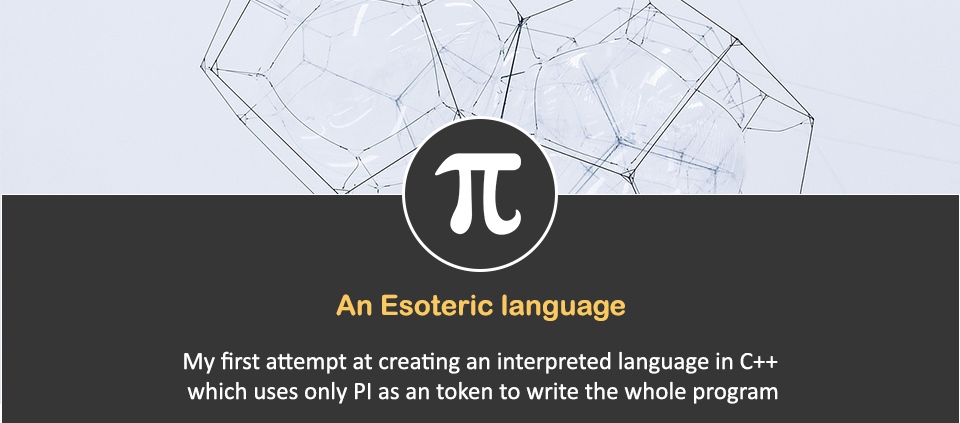 π
An Esoteric language
My first attempt at creating an interpreted language in C++
which uses only PI as an token to write the whole program